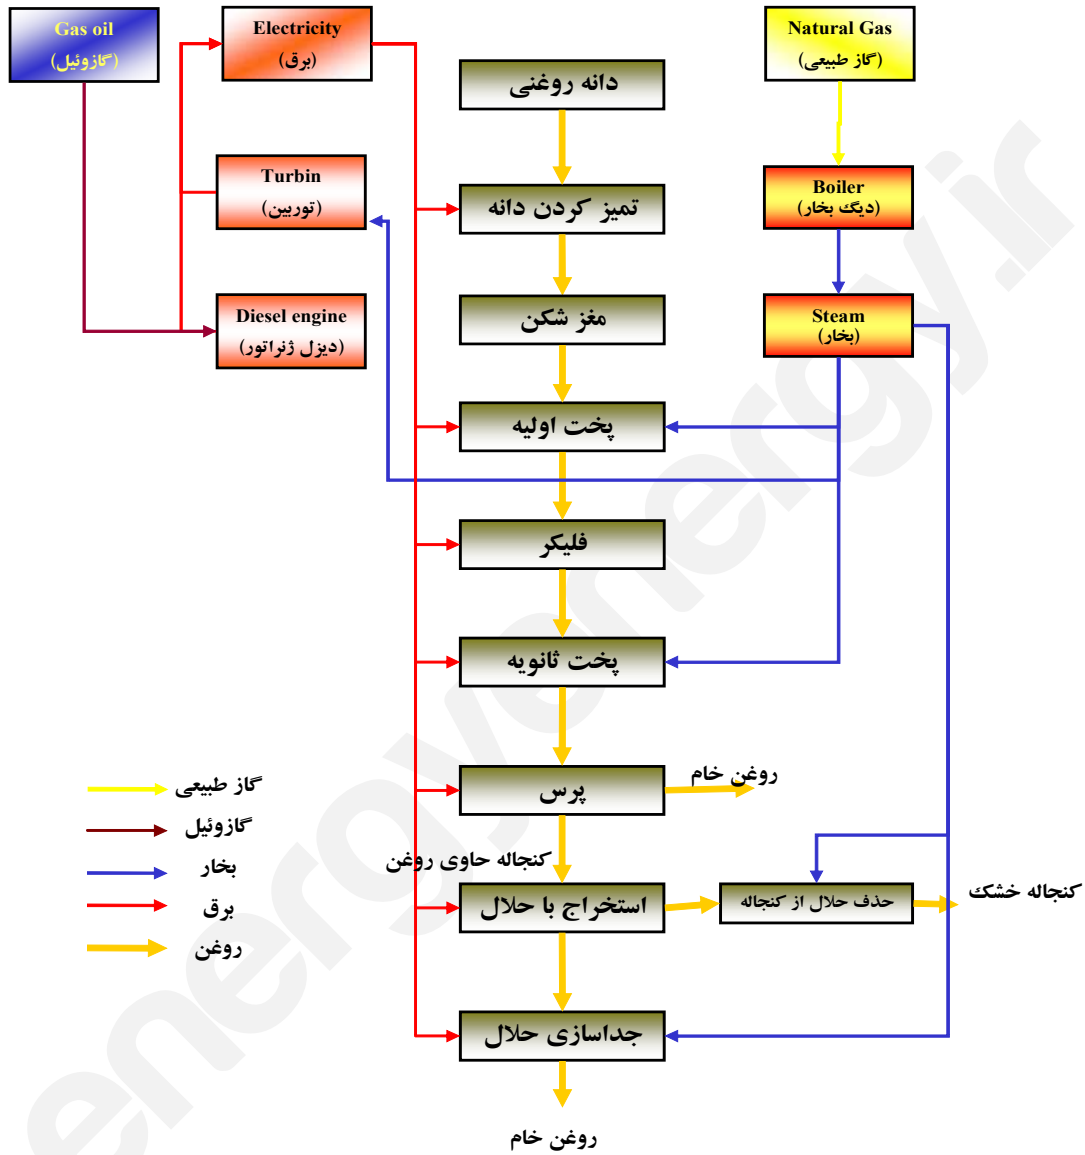 Gas oil
(گازوئیل)
Electricity
(برق)
Natural Gas
(گاز طبیعی)
دانه روغنی
Turbin
(توربین)
تمیز کردن دانه
Boiler
(دیگ بخار)
Diesel engine
(دیزل ژنراتور)
مغز شکن
Steam
(بخار)
پخت اولیه
فلیکر
پخت ثانویه
پرس
روغن خام
گاز طبیعی
گازوئیل
بخار
برق
روغن
کنجاله حاوی روغن
استخراج با حلال
حذف حلال از کنجاله
کنجاله خشک
جداسازی حلال
روغن خام
energyenergy.ir